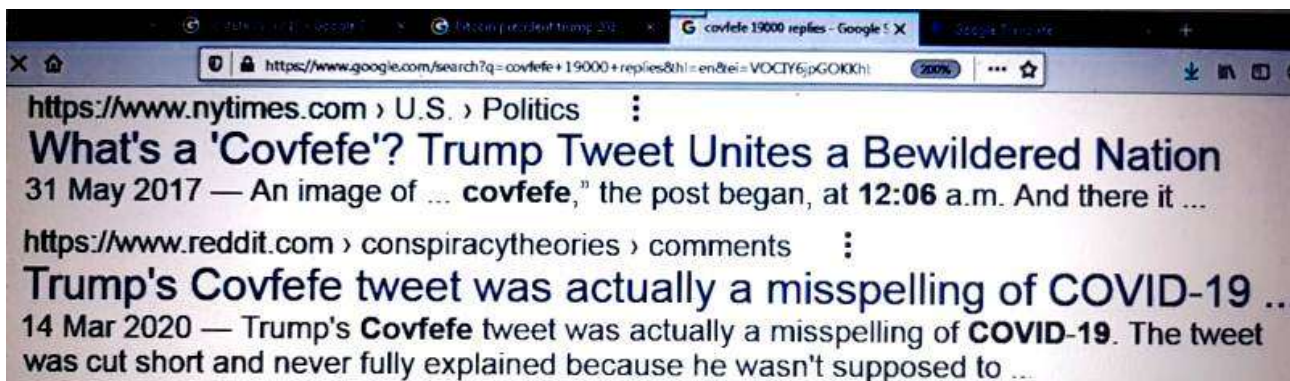 covfefe 19000 replies - Google S
https://www.google.com/search?q=covfefe+19000+replies&hl=en&ei=VOCIY6jpGOKKhb
200%
https://www.nytimes.com › U.S. › Politics
What's a 'Covfefe'? Trump Tweet Unites a Bewildered Nation
31 May 2017 — An image of ... covfefe,” the post began, at 12:06 a.m. And there it ...
https://www.reddit.com › conspiracytheories › comments
Trump's Covfefe tweet was actually a misspelling of COVID-19 ...
14 Mar 2020 — Trump's Covfefe tweet was actually a misspelling of COVID-19. The tweet
was cut short and never fully explained because he wasn't supposed to ...